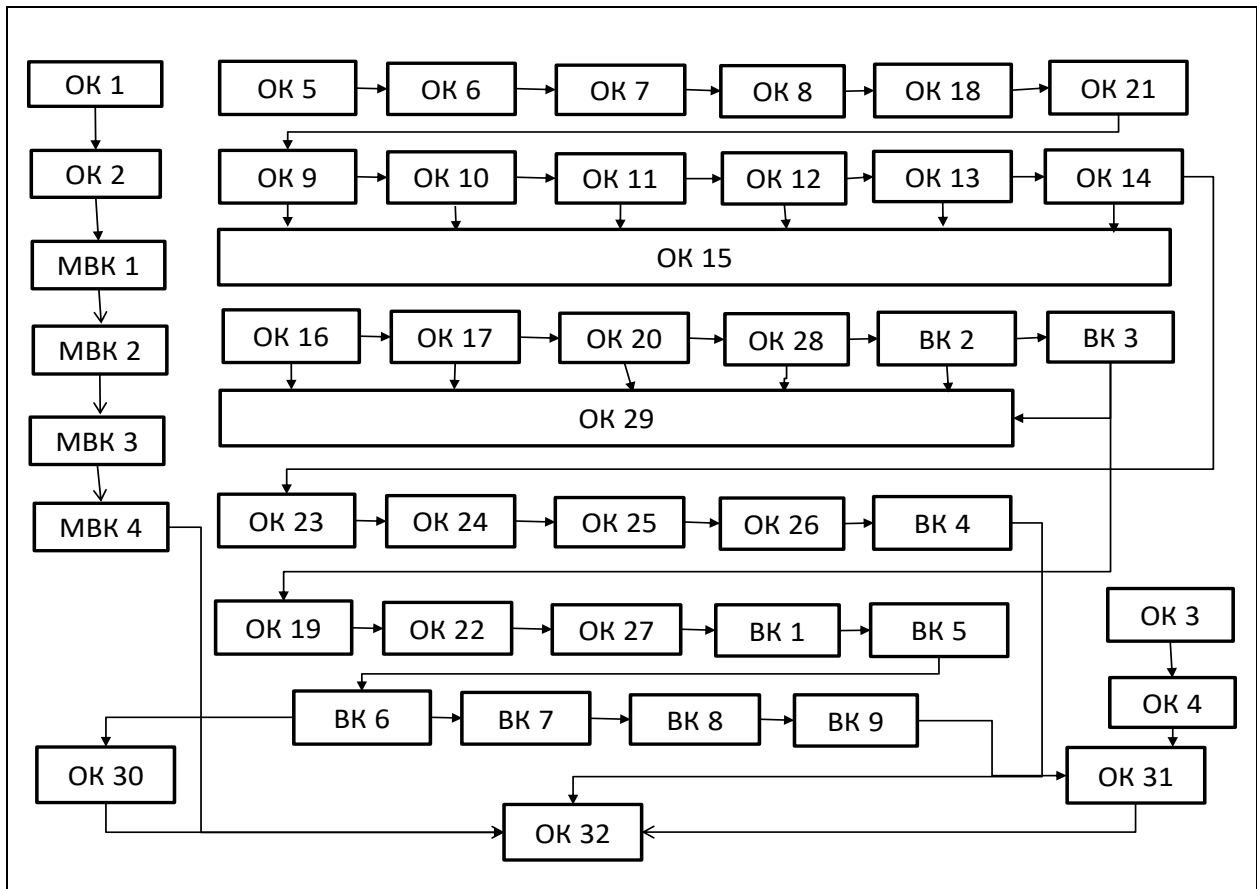 ОК 1
ОК 5
ОК 6
ОК 7
ОК 8
ОК 18
ОК 21
ОК 2
ОК 9
ОК 10
ОК 11
ОК 12
ОК 13
ОК 14
МВК 1
ОК 15
МВК 2
ОК 16
ОК 17
ОК 20
ОК 28
ВК 2
ВК 3
МВК 3
ОК 29
МВК 4
ОК 23
ОК 24
ОК 25
ОК 26
ВК 4
ОК 19
ОК 22
ОК 27
ВК 1
ВК 5
ОК 3
ВК 6
ВК 7
ВК 8
ВК 9
ОК 4
ОК 30
ОК 31
ОК 32